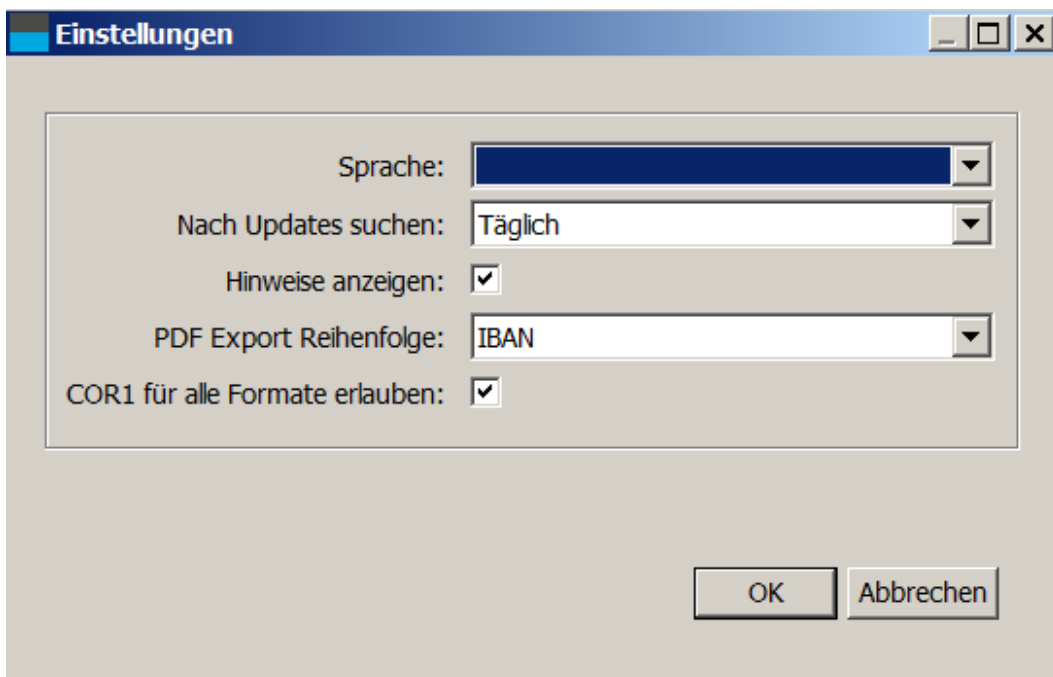 Einstellungen
Sprache:
Nach Updates suchen: Täglich
Hinweise anzeigen:
PDF Export Reihenfolge: IBAN
COR1 für alle Formate erlauben:
OK Abbrechen